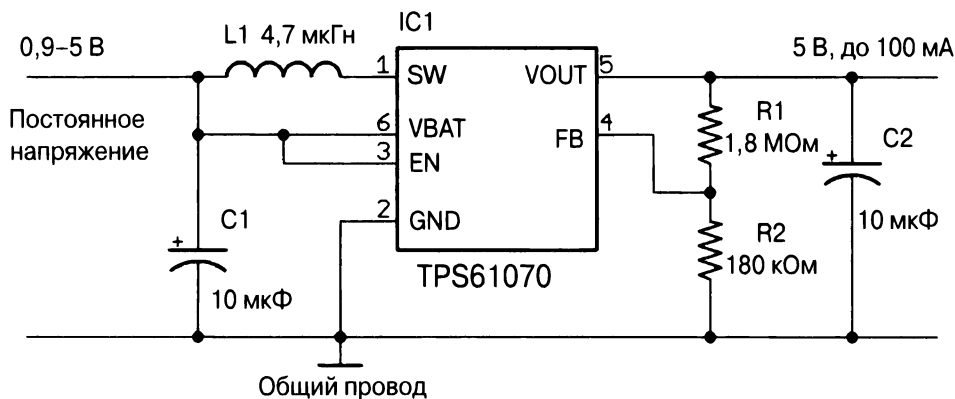 IC1
0,9–5 В
L1 4,7 мкГн
5 В, до 100 мА
1
SW
VOUT
5
Постоянное
напряжение
6
VBAT
FB
4
R1
1,8 МОм
3
EN
C2
+
2
GND
C1
+
10 мкФ
R2
180 кОм
10 мкФ
TPS61070
Общий провод